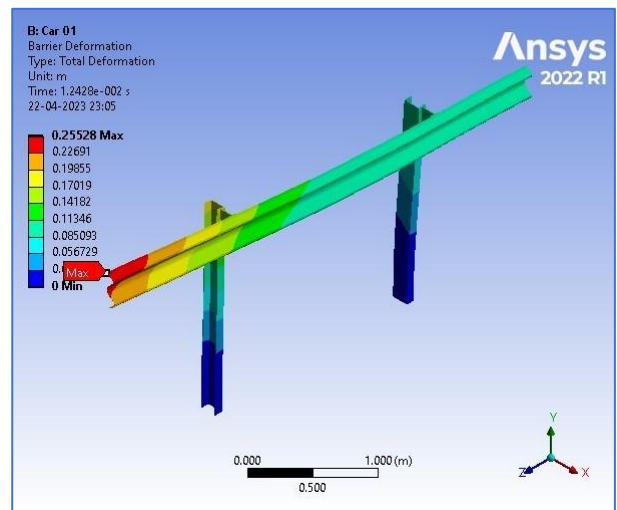 B: Car 01
Barrier Deformation
Type: Total Deformation
Unit: m
Time: 1.2428e-002 s
22-04-2023 23:05
Ansys
2022 R1
0.25528 Max
0.22691
0.19855
0.17019
0.14182
0.11346
0.085093
0.056729
Max
0 Min
0.000
1.000 (m)
0.500
Y
Z
X